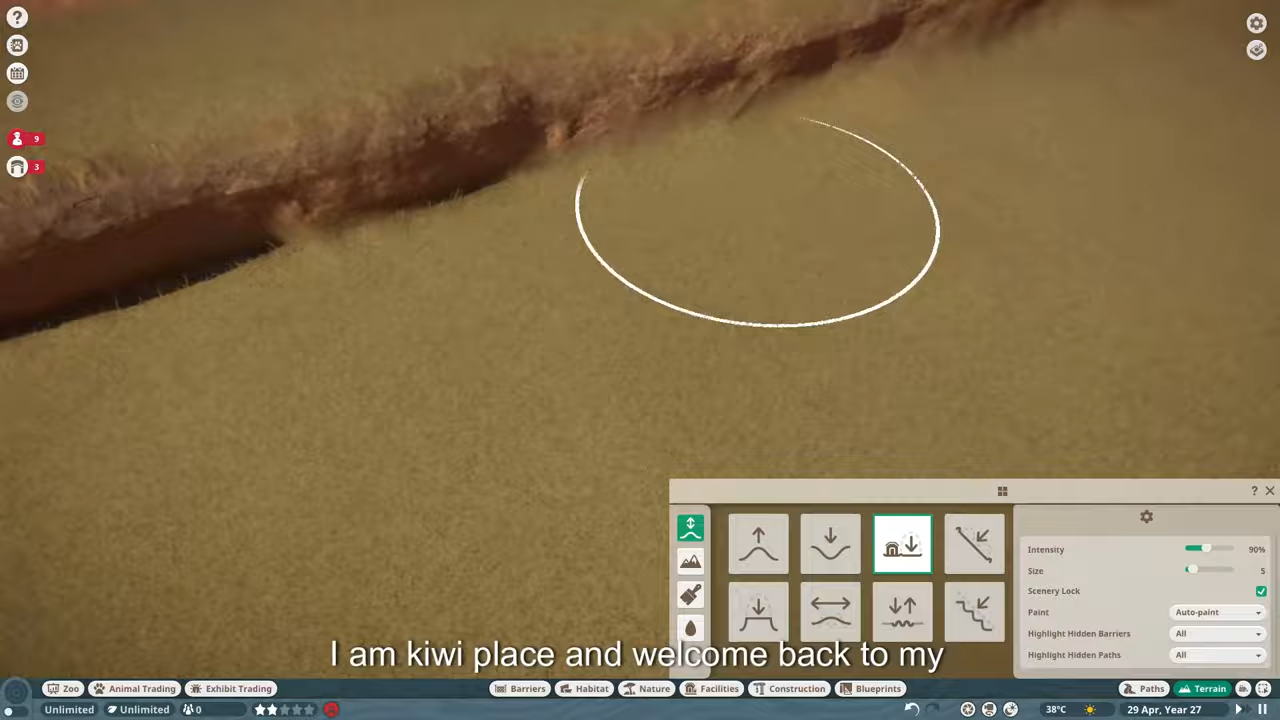 ?
9
3
? 
Intensity 90%
Size 5
Scenery Lock
Paint Auto-paint
Highlight Hidden Barriers All
Highlight Hidden Paths All
I am kiwi place and welcome back to my
Zoo Animal Trading Exhibit Trading Barriers Habitat Nature Facilities Construction Blueprints Paths Terrain
Unlimited Unlimited 0 38°C 29 Apr, Year 27